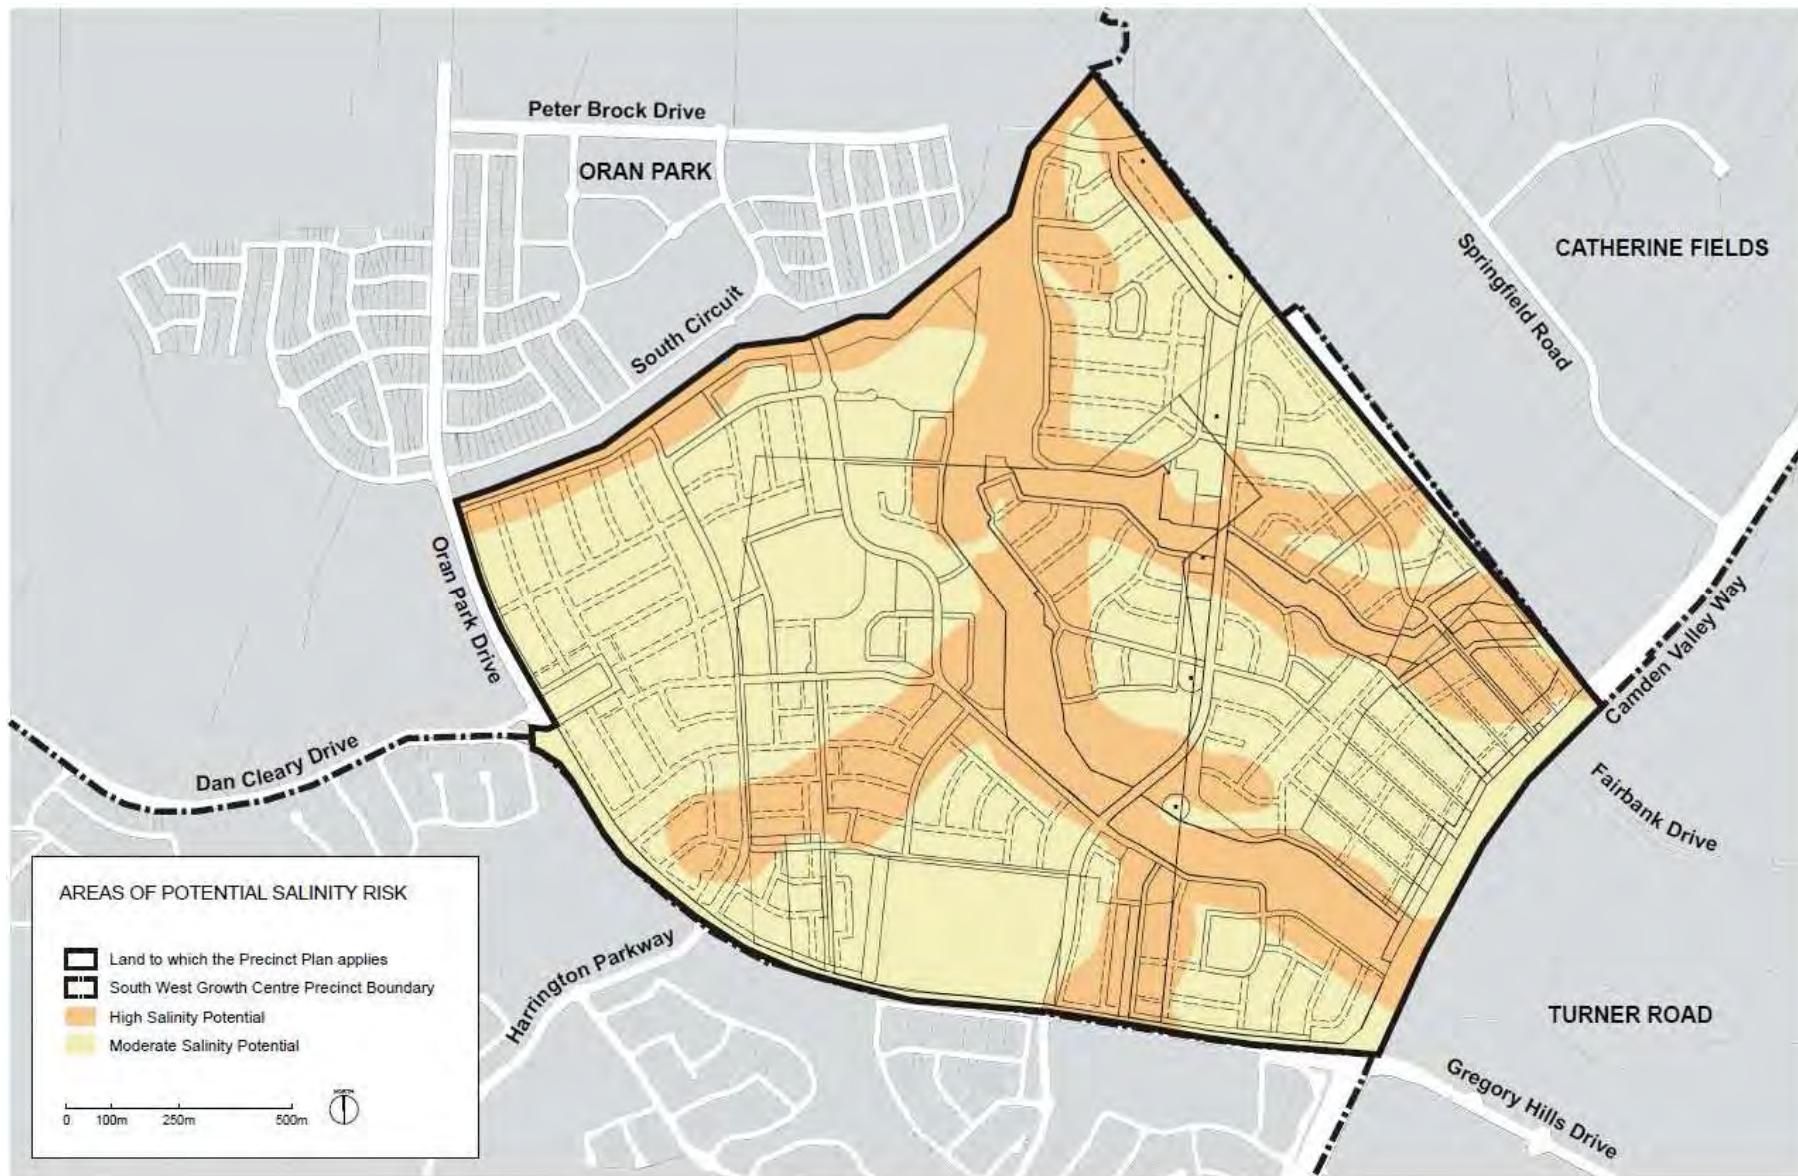 Peter Brock Drive
ORAN PARK
South Circuit
CATHERINE FIELDS
Springfield Road
Oran Park Drive
Camden Valley Way
Dan Cleary Drive
Fairbank Drive
Harrington Parkway
TURNER ROAD
Gregory Hills Drive
AREAS OF POTENTIAL SALINITY RISK
Land to which the Precinct Plan applies
South West Growth Centre Precinct Boundary
High Salinity Potential
Moderate Salinity Potential
NORTH
0 100m 250m 500m